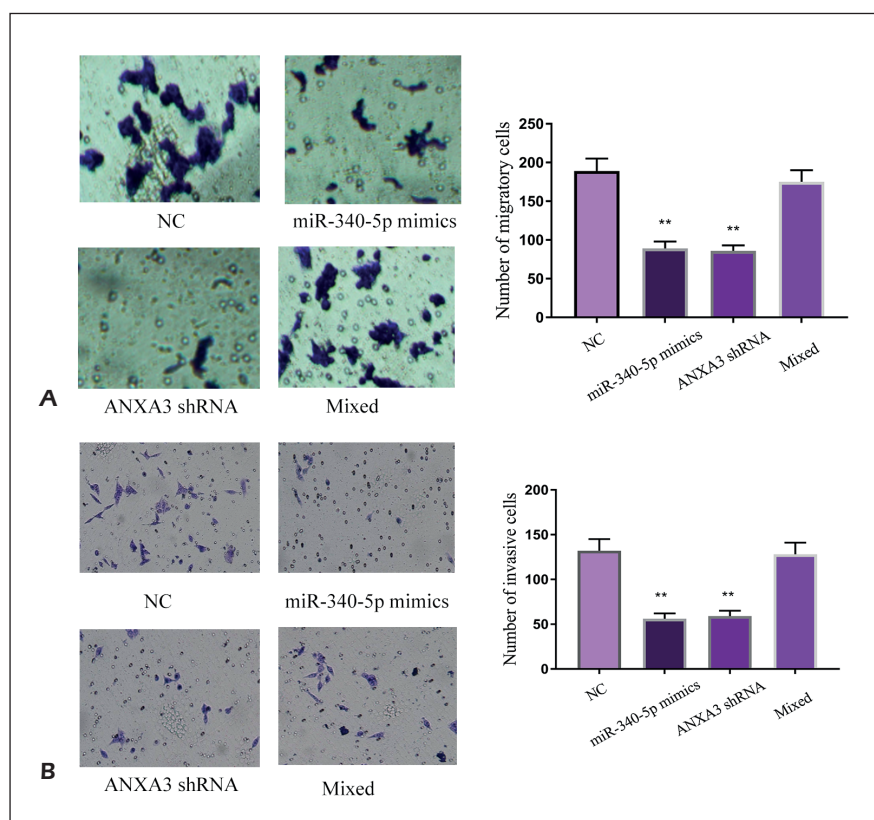 NC
miR-340-5p mimics
ANXA3 shRNA
Mixed
A
Number of migratory cells
250
200
150
100
50
0
**
**
NC
miR-340-5p mimics
ANXA3 shRNA
Mixed
NC
miR-340-5p mimics
ANXA3 shRNA
Mixed
B
Number of invasive cells
200
150
100
50
0
**
**
NC
miR-340-5p mimics
ANXA3 shRNA
Mixed